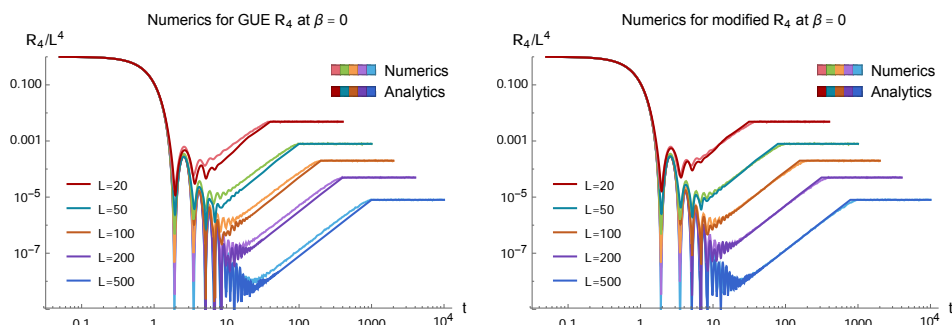 Numerics for GUE R₄ at β = 0
R₄/L⁴
0.100
0.001
10⁻⁵
10⁻⁷
Numerics
Analytics
L=20
L=50
L=100
L=200
L=500
0.1 1 10 100 1000 10⁴ t
Numerics for modified R₄ at β = 0
R₄/L⁴
0.100
0.001
10⁻⁵
10⁻⁷
Numerics
Analytics
L=20
L=50
L=100
L=200
L=500
0.1 1 10 100 1000 10⁴ t